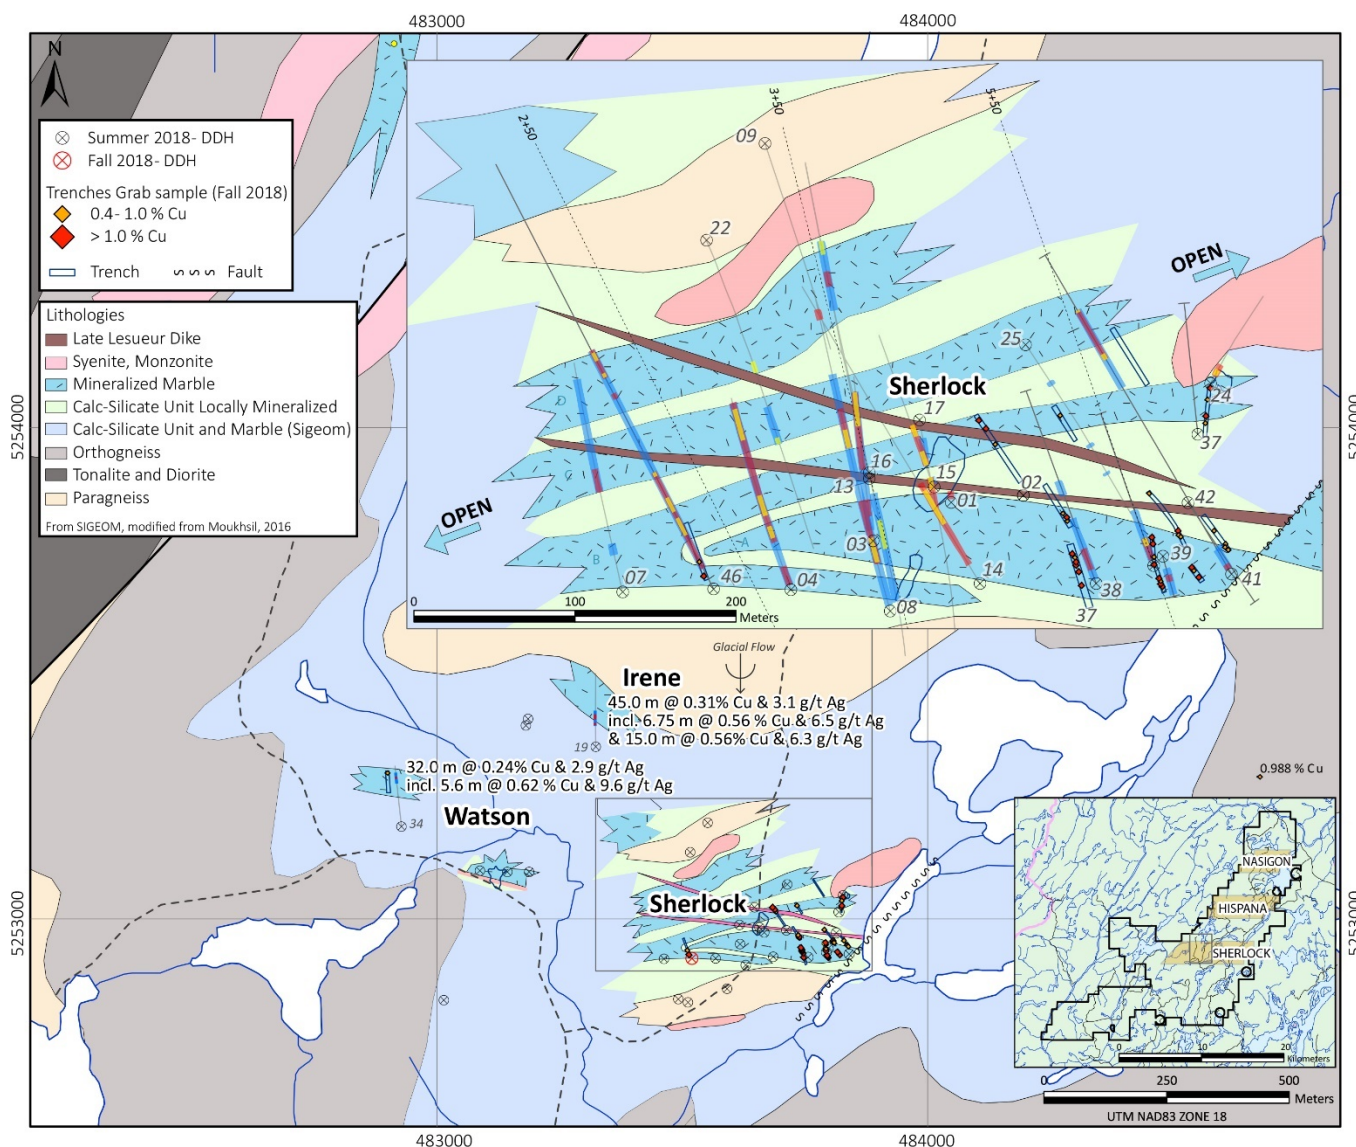 483000
484000
N
Summer 2018- DDH
Fall 2018- DDH
Trenches Grab sample (Fall 2018)
0.4- 1.0 % Cu
> 1.0 % Cu
Trench
Fault
Lithologies
Late Lesueur Dike
Syenite, Monzonite
Mineralized Marble
Calc-Silicate Unit Locally Mineralized
Calc-Silicate Unit and Marble (Sigeom)
Orthogneiss
Tonalite and Diorite
Paragneiss
From SIGEOM, modified from Moukhsil, 2016
2+50
3+50
5+50
09
22
OPEN
25
Sherlock
24
17
37
16
15
13
01
02
42
OPEN
03
39
D
C
B
A
07
46
04
08
14
38
37
41
0
100
200
Meters
5254000
5254000
Glacial Flow
Irene
45.0 m @ 0.31% Cu & 3.1 g/t Ag
incl. 6.75 m @ 0.56 % Cu & 6.5 g/t Ag
& 15.0 m @ 0.56% Cu & 6.3 g/t Ag
19
32.0 m @ 0.24% Cu & 2.9 g/t Ag
incl. 5.6 m @ 0.62 % Cu & 9.6 g/t Ag
Watson
34
0.988 % Cu
Sherlock
5253000
5253000
NASIGON
HISPANA
SHERLOCK
0
10
20
Kilometers
0
250
500
Meters
UTM NAD83 ZONE 18
483000
484000